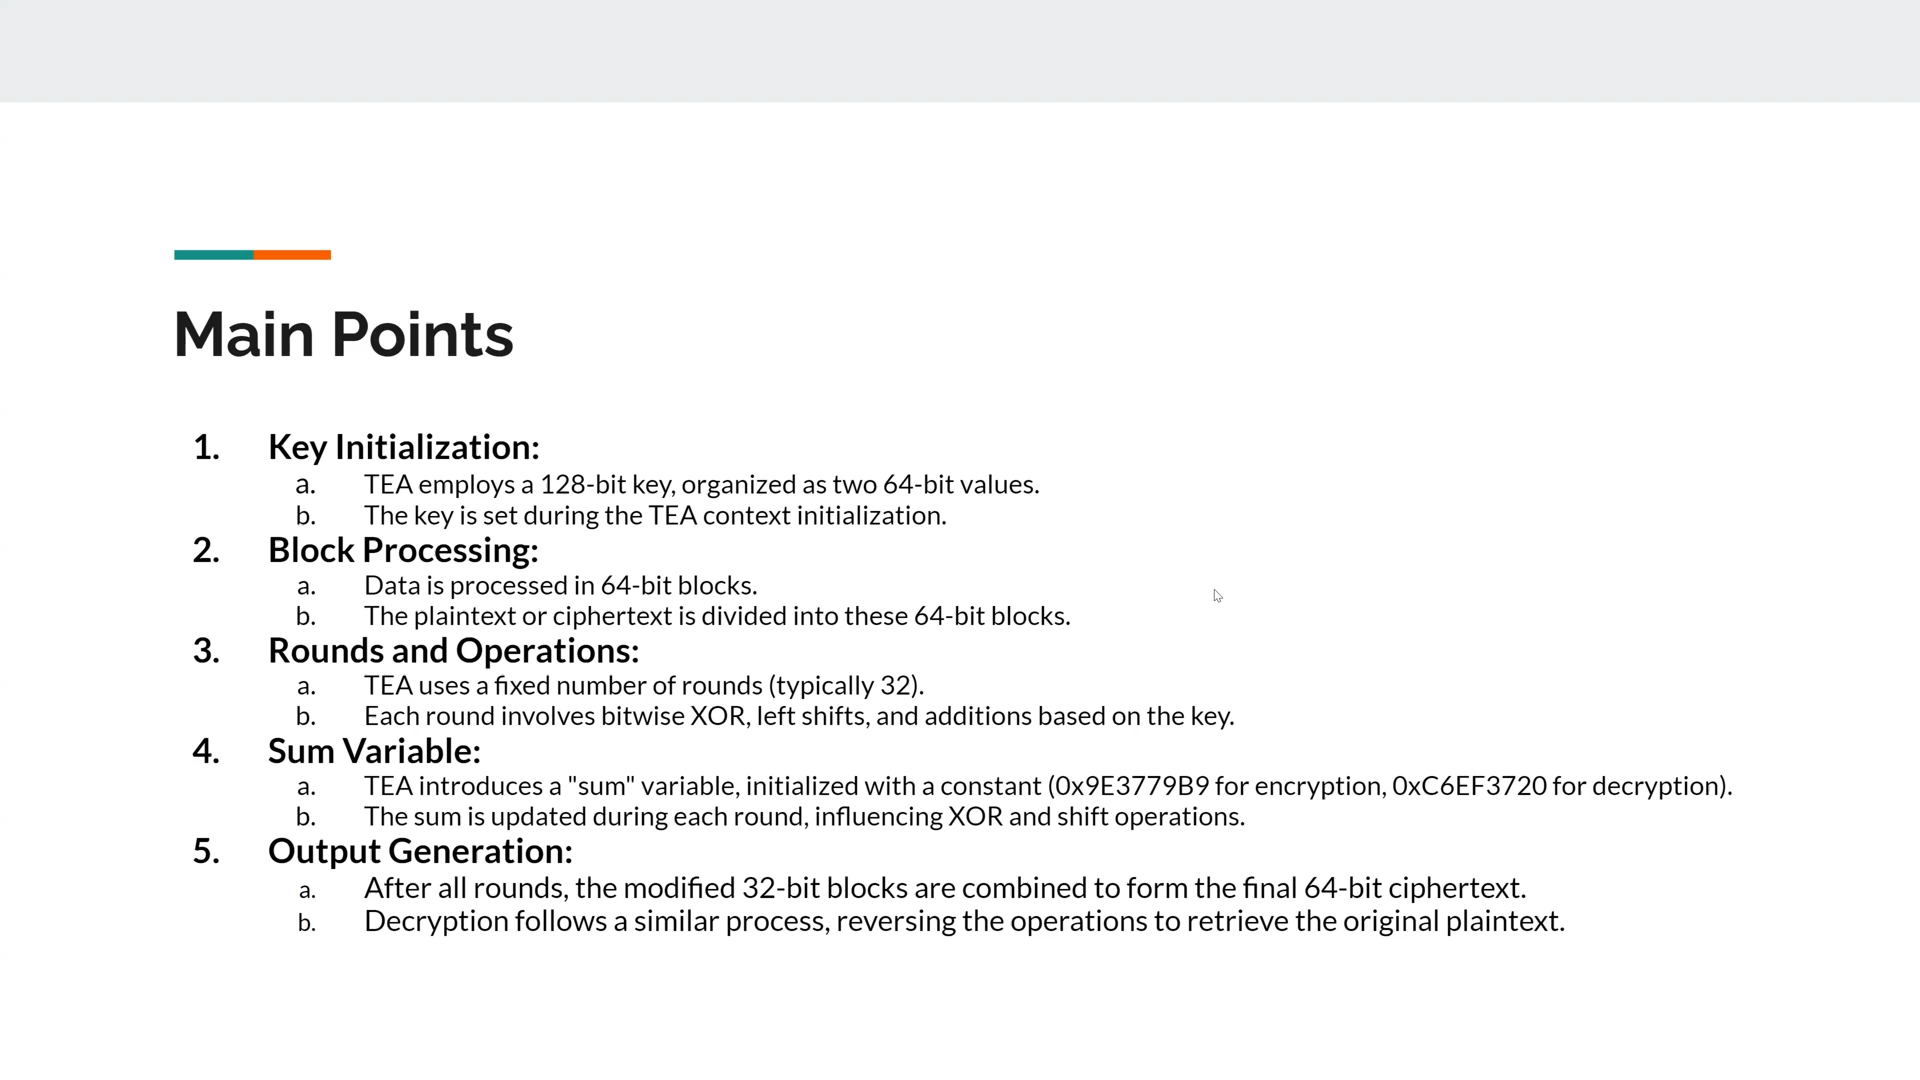 Main Points
1. Key Initialization:
a. TEA employs a 128-bit key, organized as two 64-bit values.
b. The key is set during the TEA context initialization.
2. Block Processing:
a. Data is processed in 64-bit blocks.
b. The plaintext or ciphertext is divided into these 64-bit blocks.
3. Rounds and Operations:
a. TEA uses a fixed number of rounds (typically 32).
b. Each round involves bitwise XOR, left shifts, and additions based on the key.
4. Sum Variable:
a. TEA introduces a "sum" variable, initialized with a constant (0x9E3779B9 for encryption, 0xC6EF3720 for decryption).
b. The sum is updated during each round, influencing XOR and shift operations.
5. Output Generation:
a. After all rounds, the modified 32-bit blocks are combined to form the final 64-bit ciphertext.
b. Decryption follows a similar process, reversing the operations to retrieve the original plaintext.